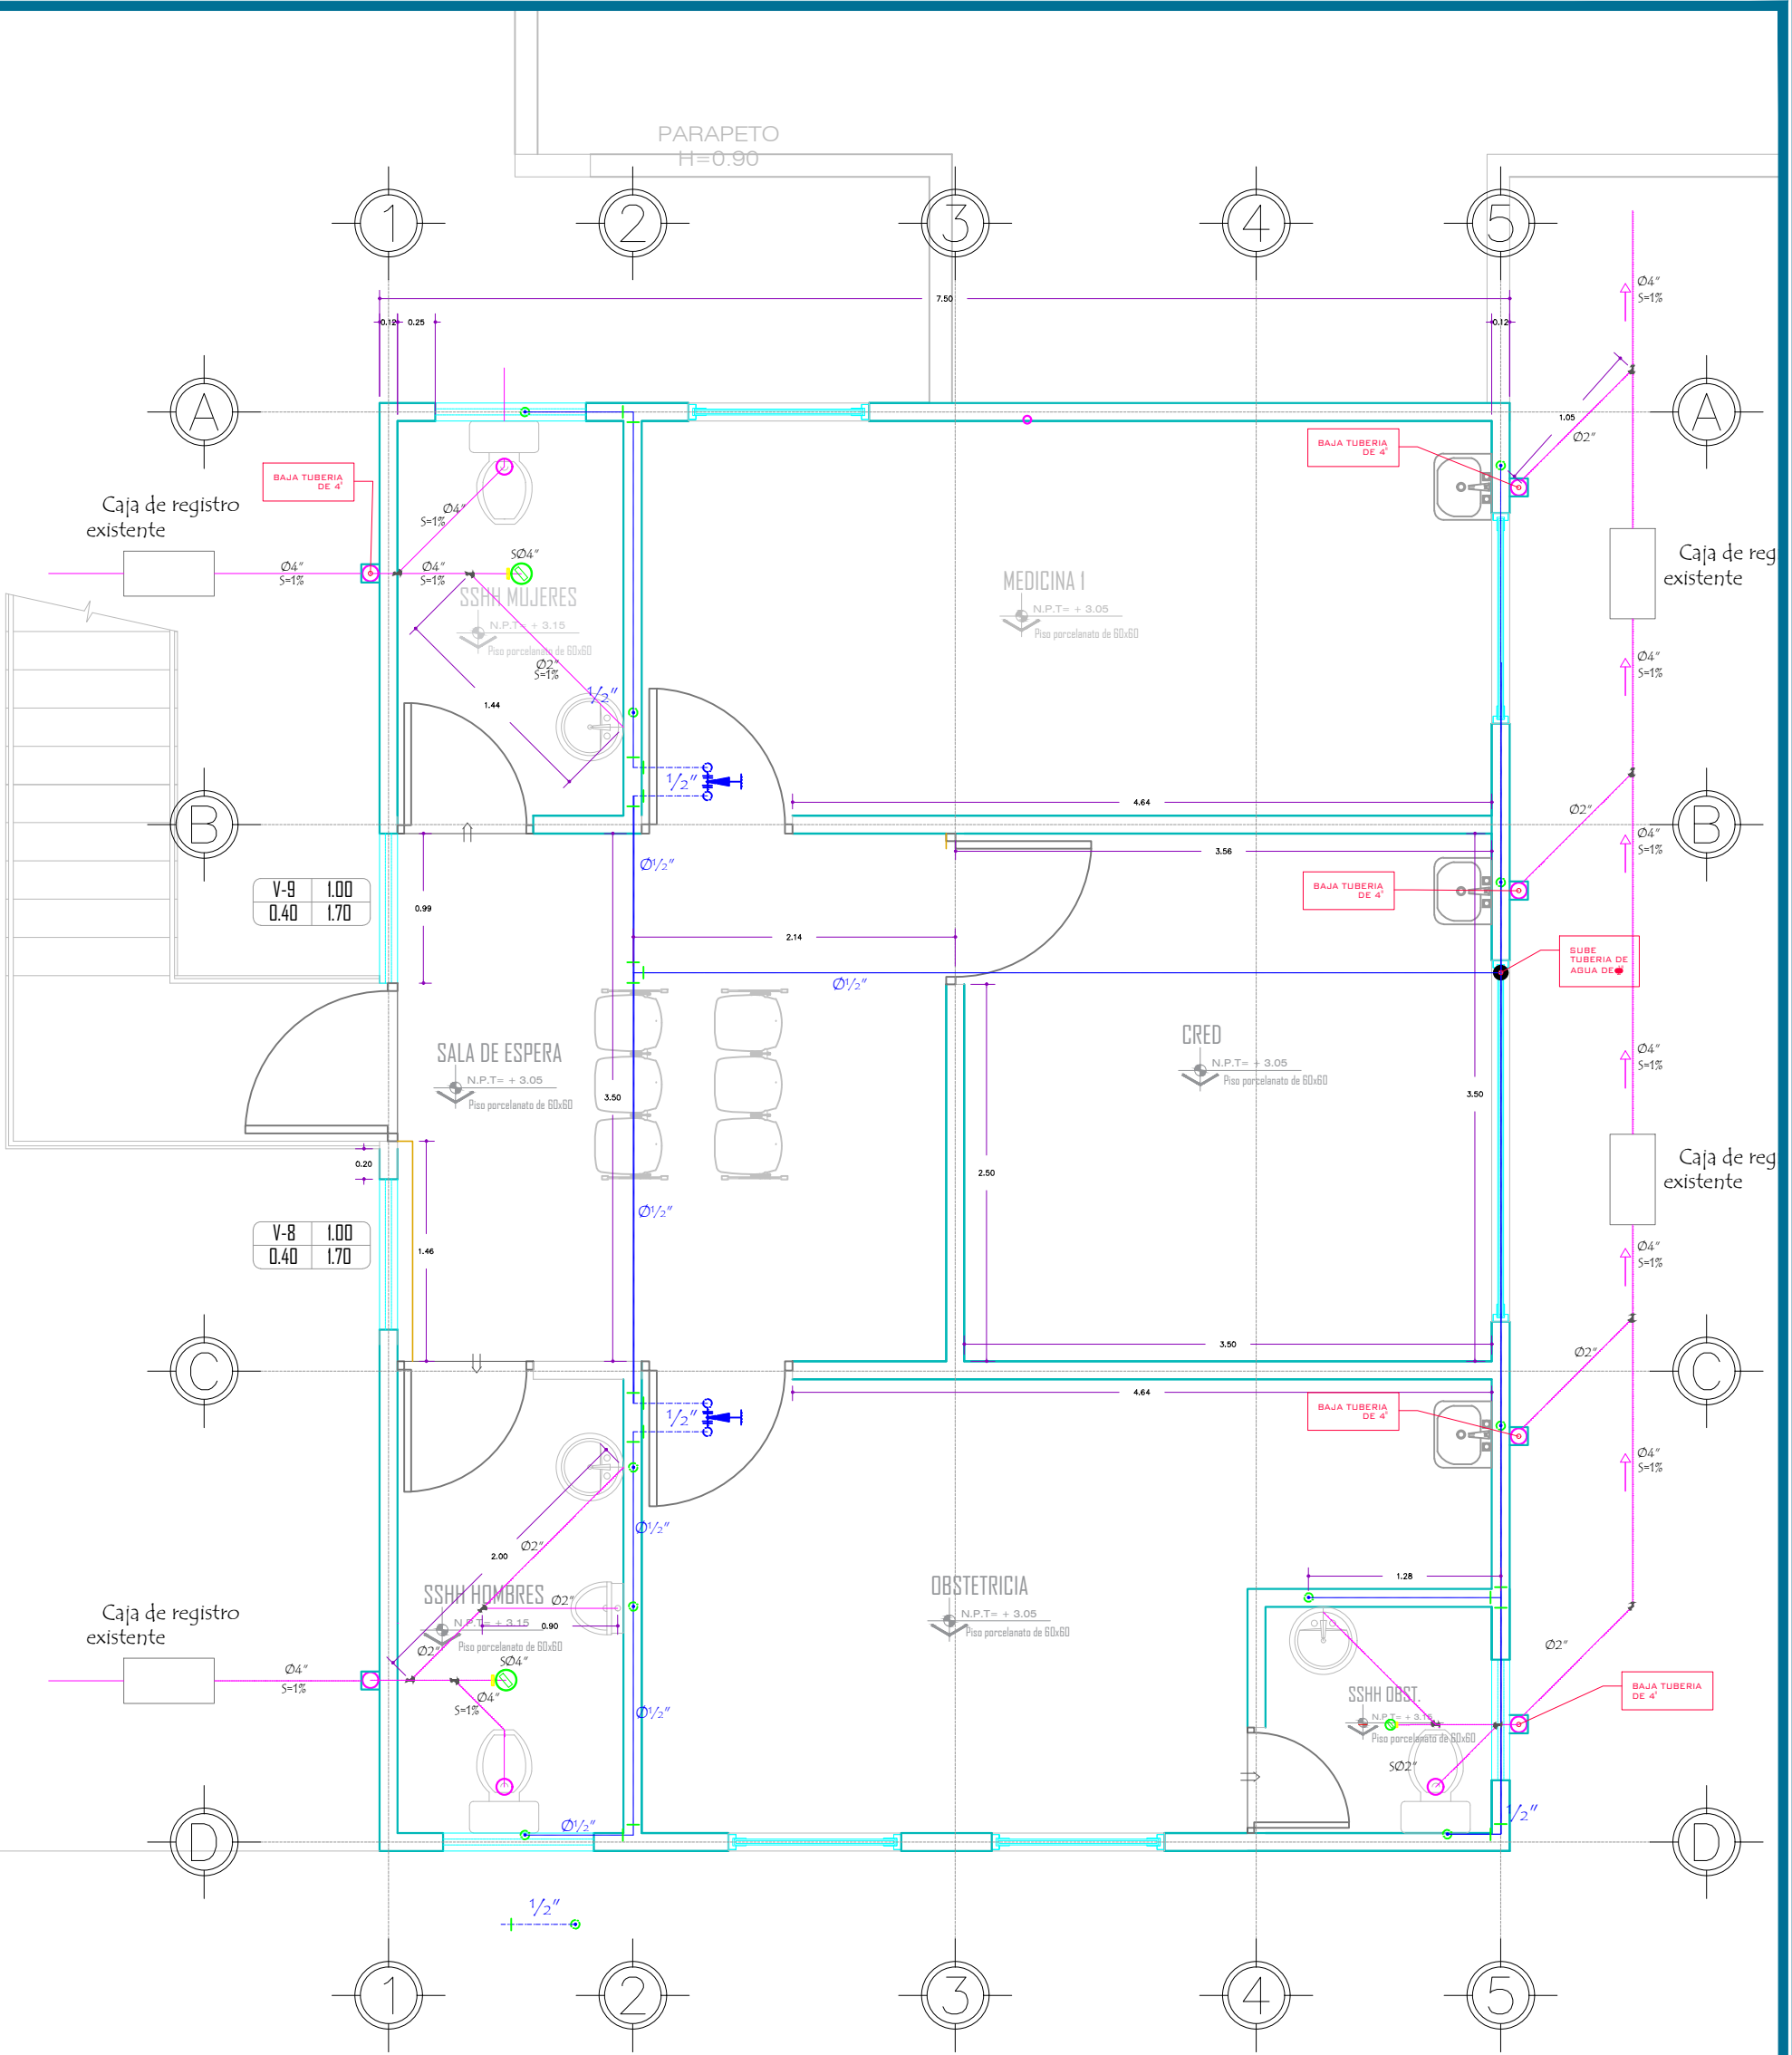 PARAPETO
H=0.90
1
2
3
4
5
7.50
0.12
0.25
0.12
Ø4"
S=1%
A
A
1.05
Ø2"
BAJA TUBERIA
DE 4"
BAJA TUBERIA
DE 4"
Caja de registro
existente
Ø4"
S=1%
Ø4"
S=1%
Ø4"
S=1%
SØ4"
SSHH MUJERES
N.P.T= + 3.15
Piso porcelanato de 60x60
Ø2"
S=1%
1/2"
1.44
MEDICINA 1
N.P.T= + 3.05
Piso porcelanato de 60x60
Caja de reg
existente
Ø4"
S=1%
1/2"
4.64
B
B
Ø2"
Ø4"
S=1%
Ø1/2"
3.56
BAJA TUBERIA
DE 4"
V-9 1.00
0.40 1.70
0.99
2.14
SUBE
TUBERIA DE
AGUA DE
Ø1/2"
SALA DE ESPERA
N.P.T= + 3.05
Piso porcelanato de 60x60
3.50
CRED
N.P.T= + 3.05
Piso porcelanato de 60x60
3.50
Ø4"
S=1%
0.20
2.50
Caja de reg
existente
Ø1/2"
V-8 1.00
0.40 1.70
1.46
Ø4"
S=1%
3.50
Ø2"
C
C
4.64
1/2"
BAJA TUBERIA
DE 4"
Ø4"
S=1%
Ø1/2"
2.00
Ø2"
SSHH HOMBRES
N.P.T= + 3.15
Piso porcelanato de 60x60
Ø2"
0.90
Ø2"
OBSTETRICIA
N.P.T= + 3.05
Piso porcelanato de 60x60
1.28
Caja de registro
existente
Ø4"
S=1%
SØ4"
Ø4"
S=1%
Ø1/2"
Ø2"
SSHH OBST.
N.P.T= + 3.15
Piso porcelanato de 60x60
SØ2"
BAJA TUBERIA
DE 4"
1/2"
Ø1/2"
D
D
1/2"
1
2
3
4
5